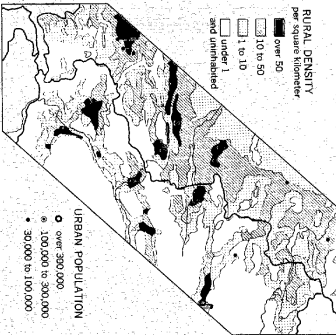 RURAL DENSITY
per square kilometer
over 50
10 to 50
1 to 10
under 1
and uninhabited
URBAN POPULATION
over 300,000
100,000 to 300,000
30,000 to 100,000